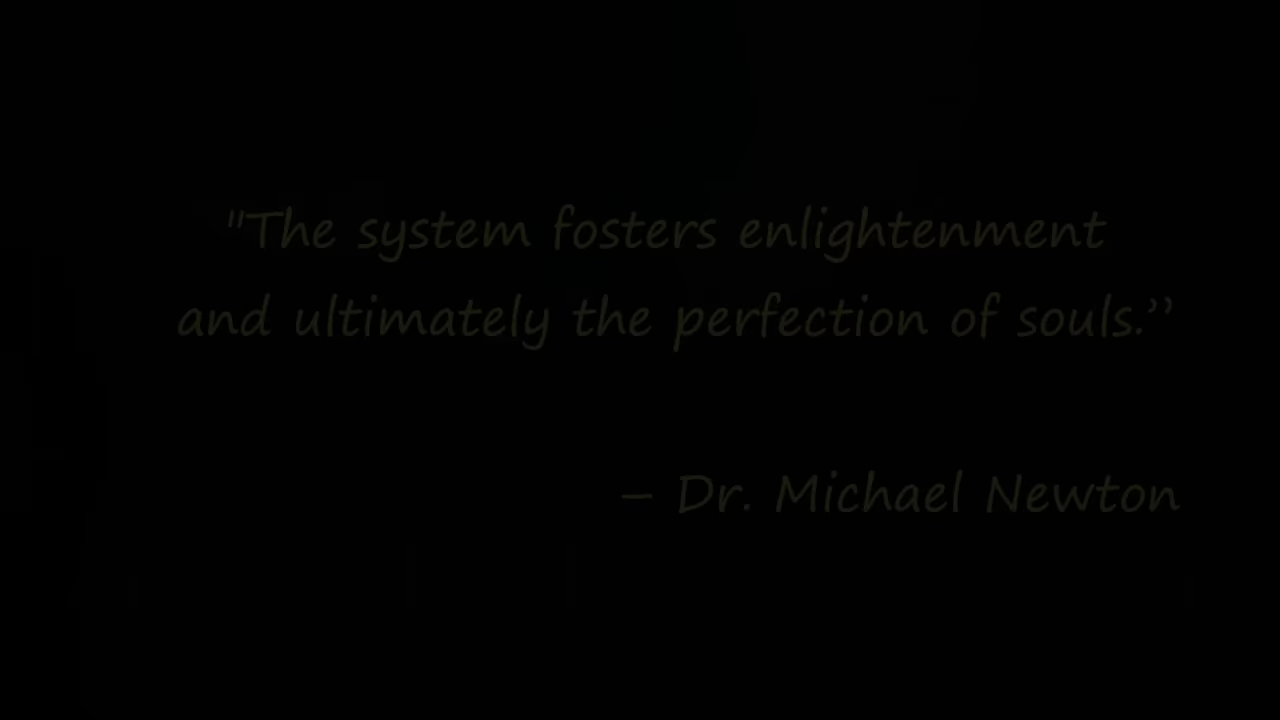 "The system fosters enlightenment
and ultimately the perfection of souls.”
– Dr. Michael Newton